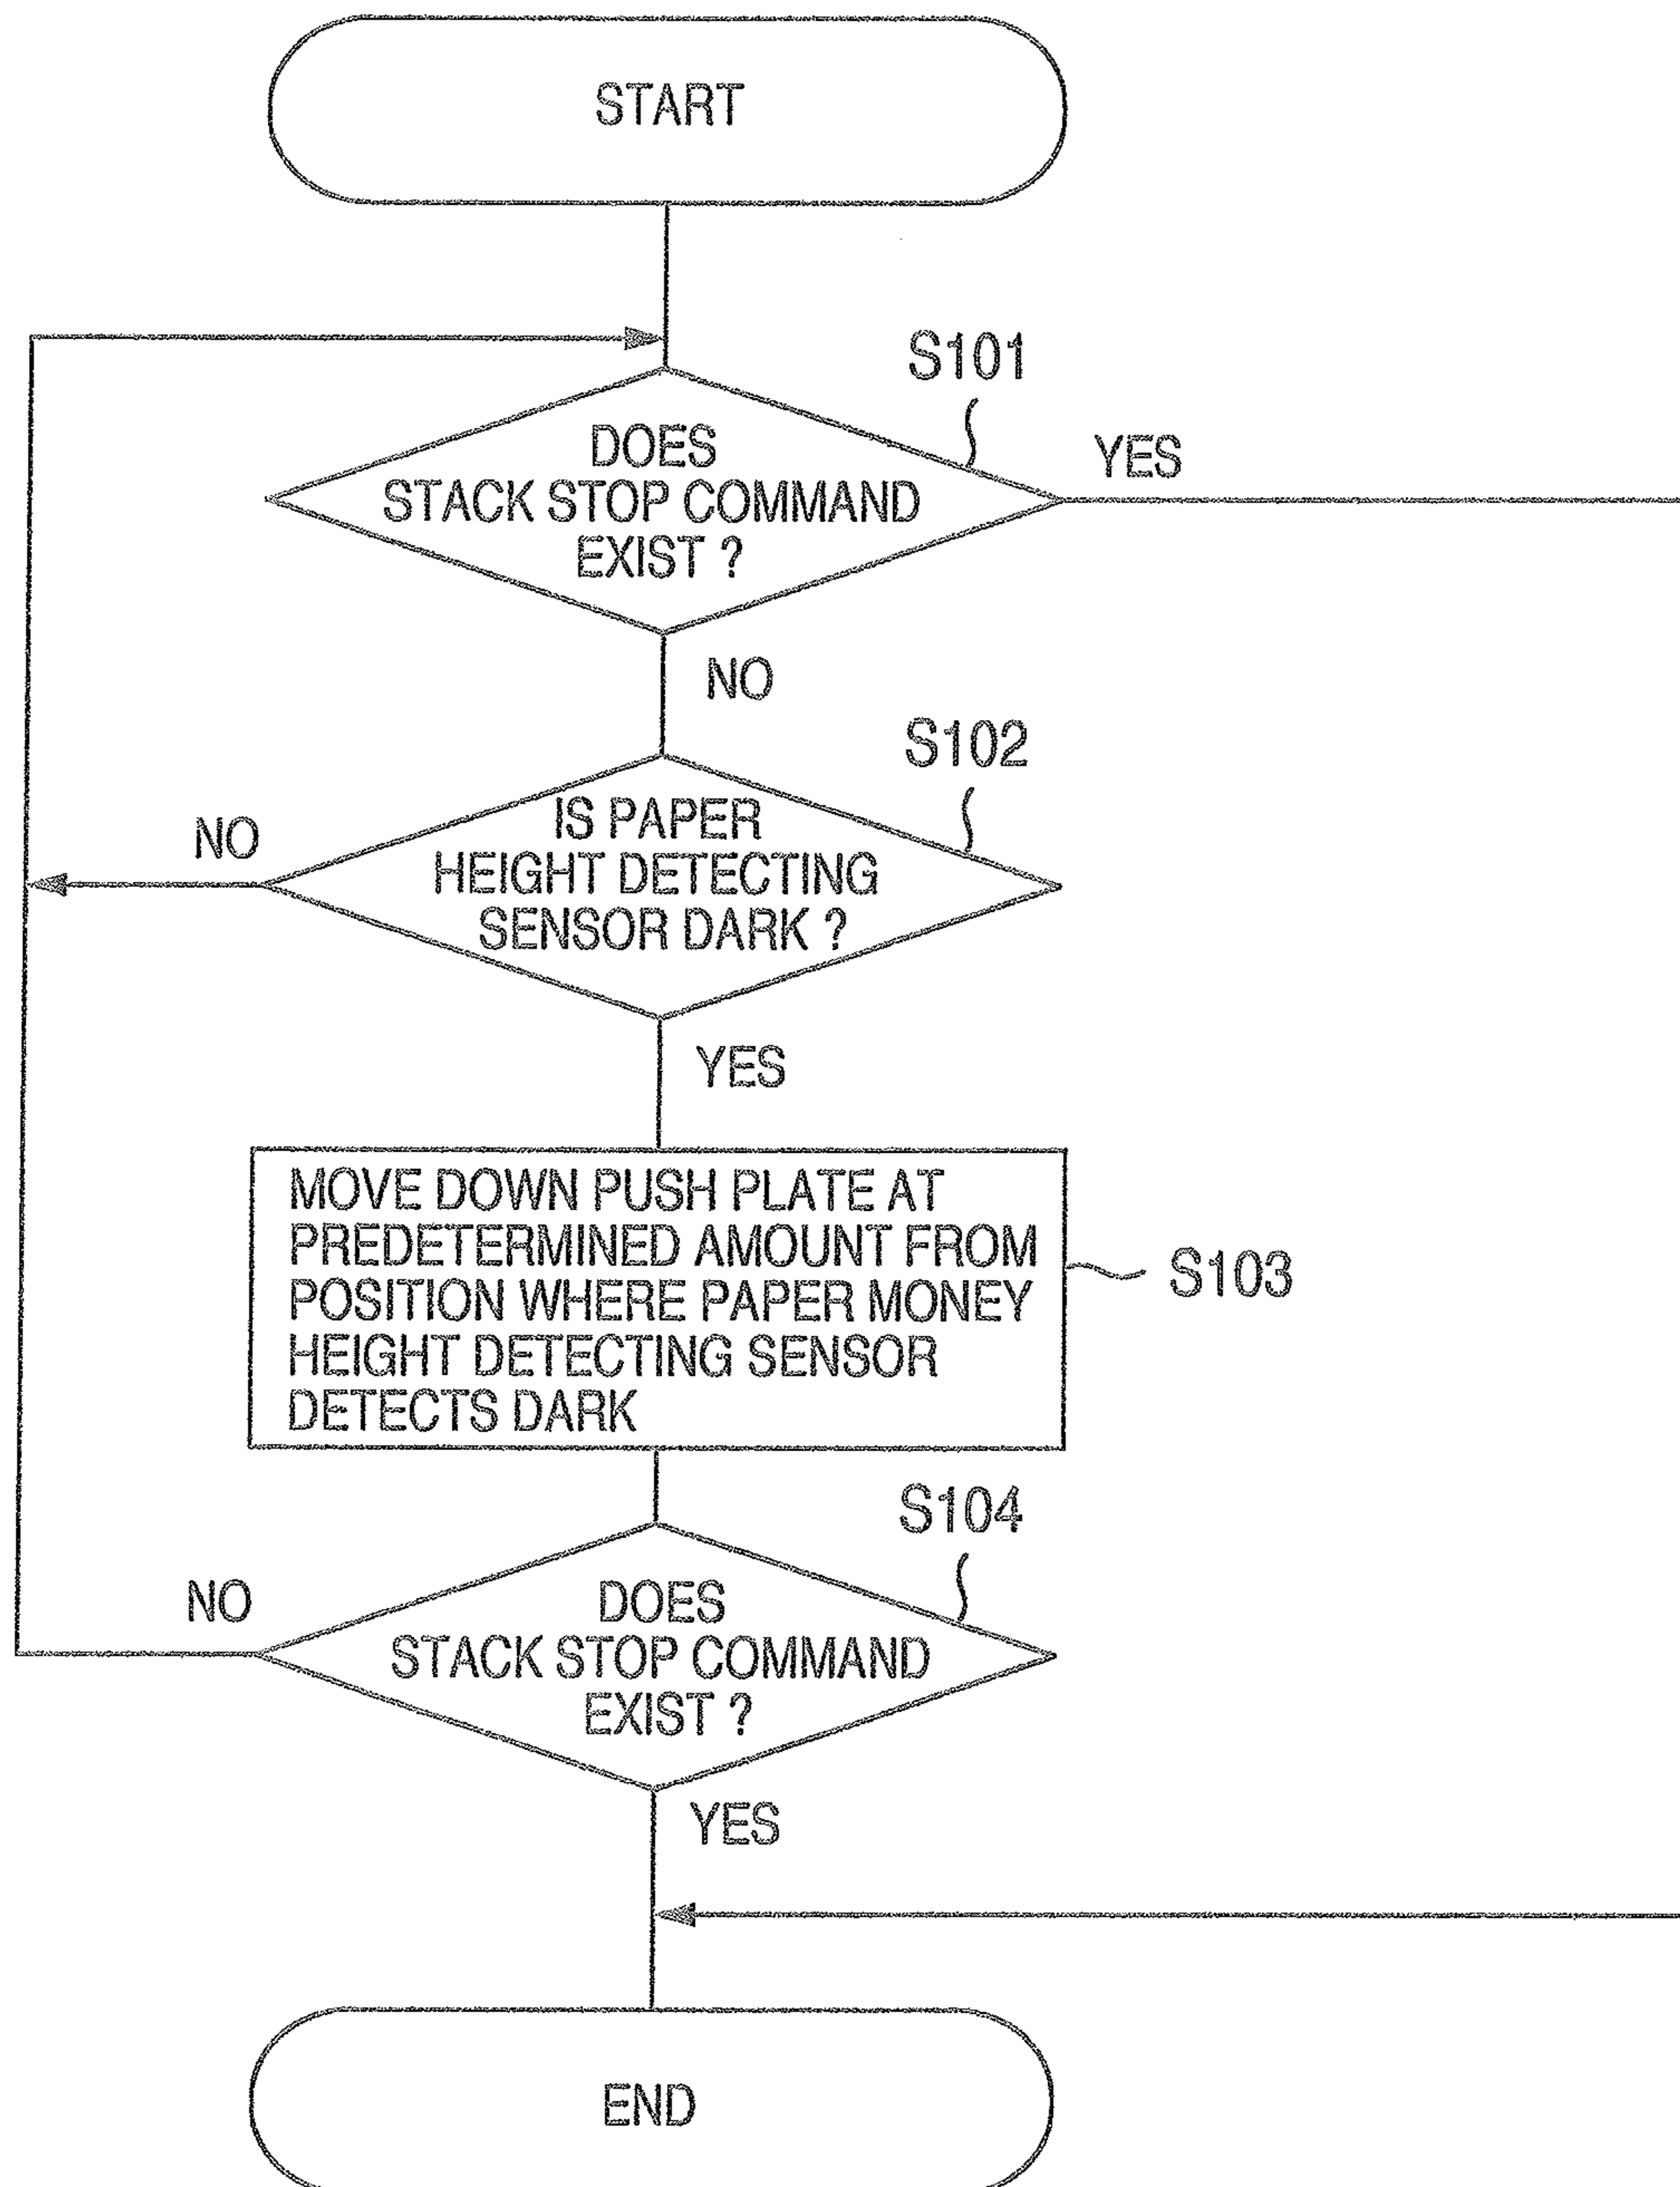 START
S101
DOES
STACK STOP COMMAND
EXIST ?
YES
NO
S102
IS PAPER
HEIGHT DETECTING
SENSOR DARK ?
NO
YES
MOVE DOWN PUSH PLATE AT
PREDETERMINED AMOUNT FROM
POSITION WHERE PAPER MONEY
HEIGHT DETECTING SENSOR
DETECTS DARK
S103
S104
DOES
STACK STOP COMMAND
EXIST ?
NO
YES
END